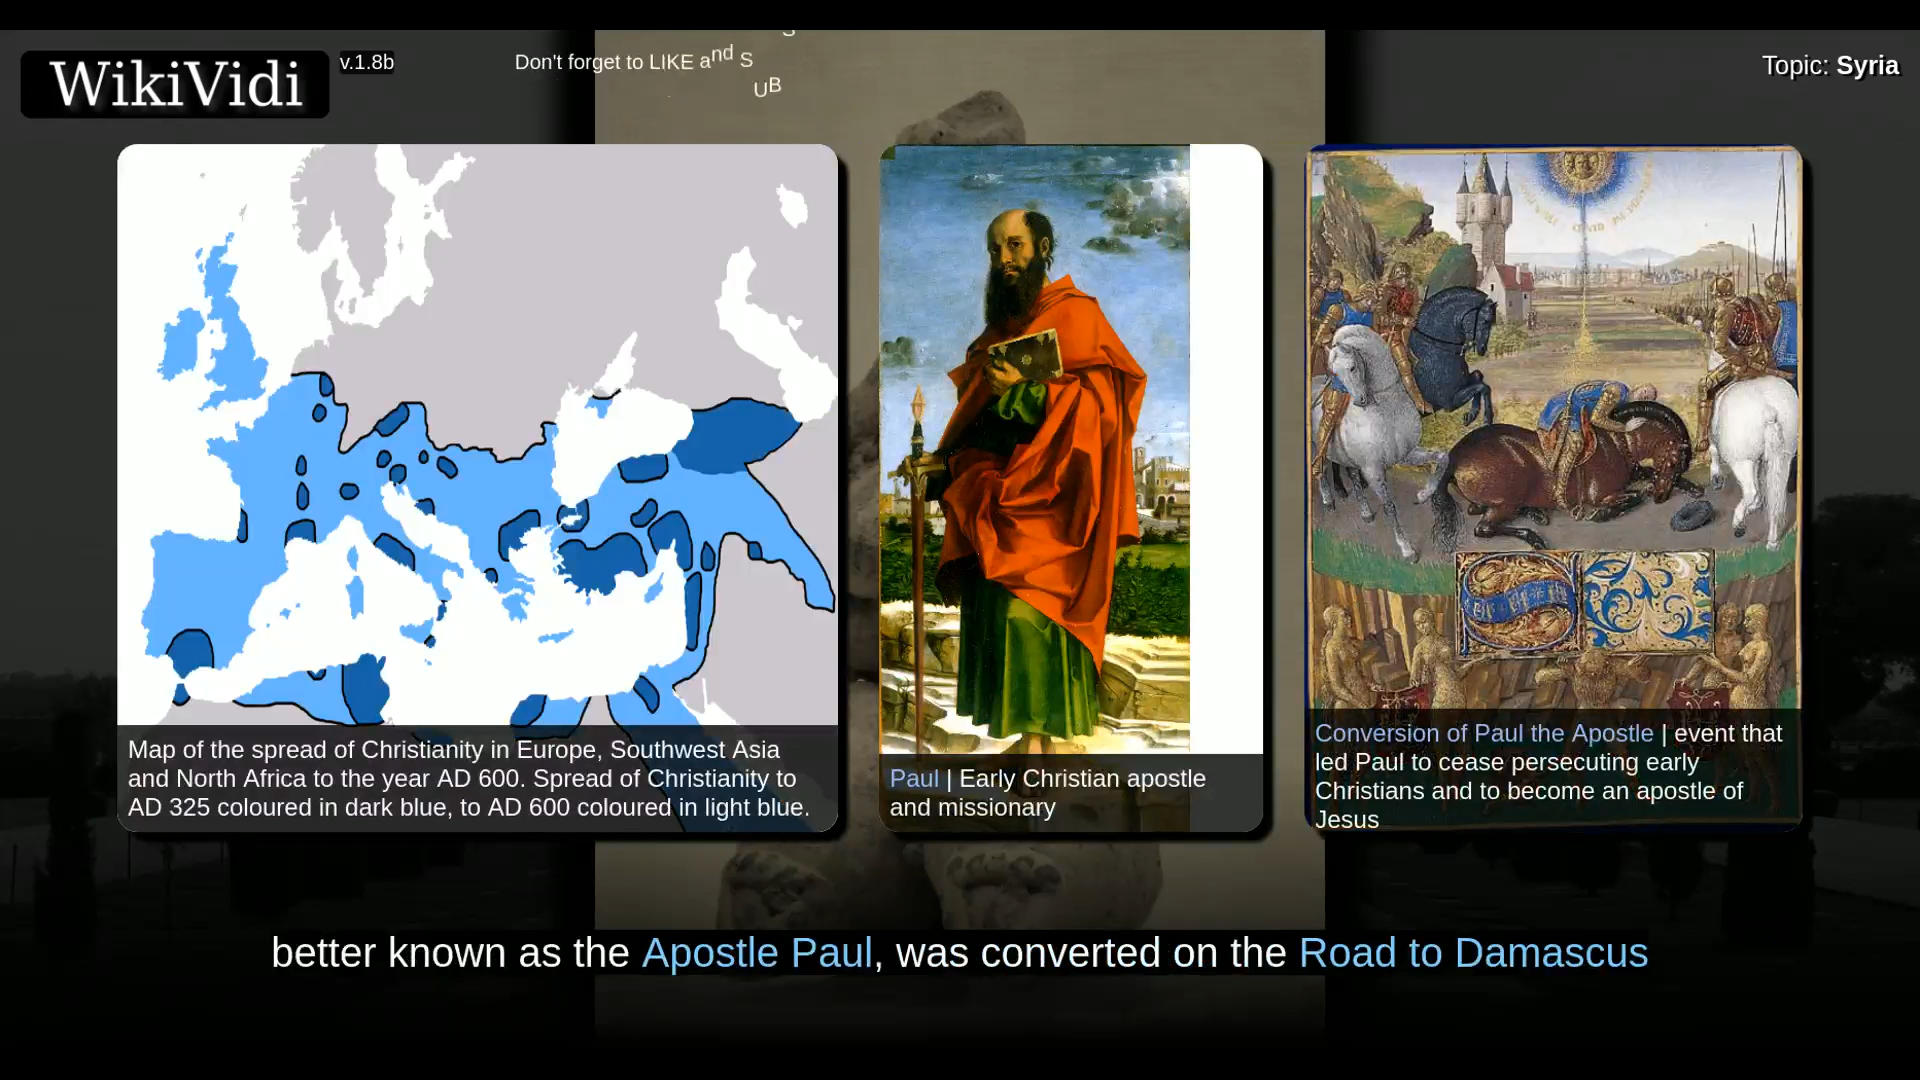 WikiVidi
v.1.8b
Don't forget to LIKE and S
UB
S
Topic: Syria
Map of the spread of Christianity in Europe, Southwest Asia
and North Africa to the year AD 600. Spread of Christianity to
AD 325 coloured in dark blue, to AD 600 coloured in light blue.
Paul | Early Christian apostle
and missionary
Conversion of Paul the Apostle | event that
led Paul to cease persecuting early
Christians and to become an apostle of
Jesus
better known as the Apostle Paul, was converted on the Road to Damascus